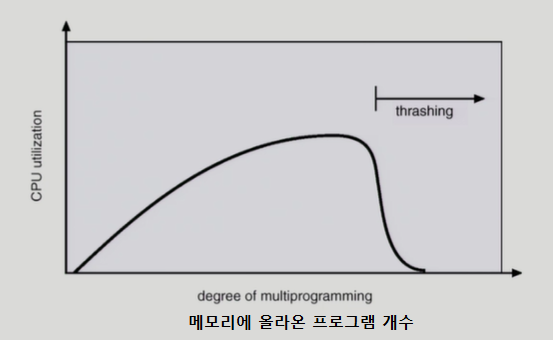 CPU utilization
thrashing
degree of multiprogramming
메모리에 올라온 프로그램 개수